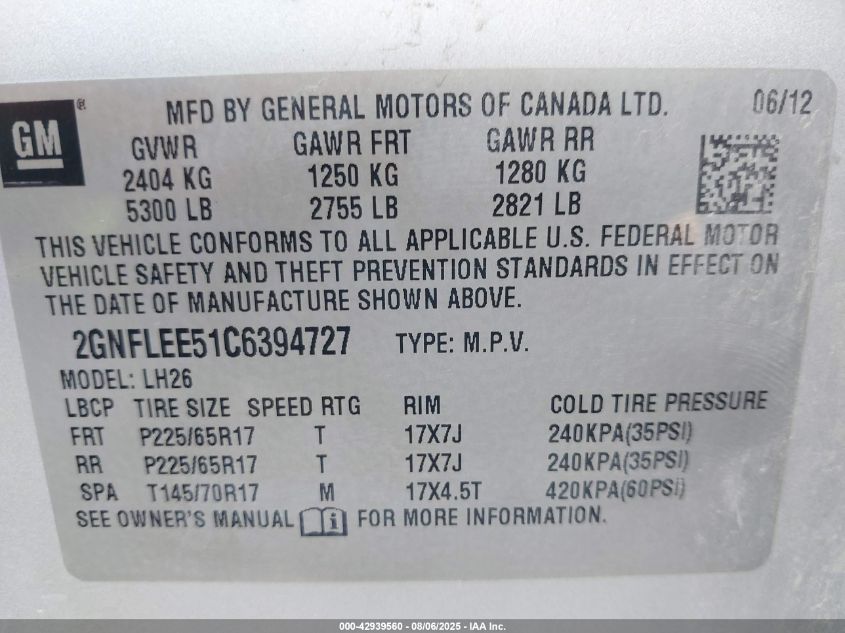 GM ® MFD BY GENERAL MOTORS OF CANADA LTD. 06/12
GVWR GAWR FRT GAWR RR
2404 KG 1250 KG 1280 KG
5300 LB 2755 LB 2821 LB
THIS VEHICLE CONFORMS TO ALL APPLICABLE U.S. FEDERAL MOTOR
VEHICLE SAFETY AND THEFT PREVENTION STANDARDS IN EFFECT ON
THE DATE OF MANUFACTURE SHOWN ABOVE.
2GNFLEE51C6394727 TYPE: M.P.V.
MODEL: LH26
LBCP TIRE SIZE SPEED RTG RIM COLD TIRE PRESSURE
FRT P225/65R17 T 17X7J 240KPA(35PSI)
RR P225/65R17 T 17X7J 240KPA(35PSI)
SPA T145/70R17 M 17X4.5T 420KPA(60PSI)
SEE OWNER'S MANUAL i FOR MORE INFORMATION.
000-42939560 - 08/06/2025 - IAA Inc.